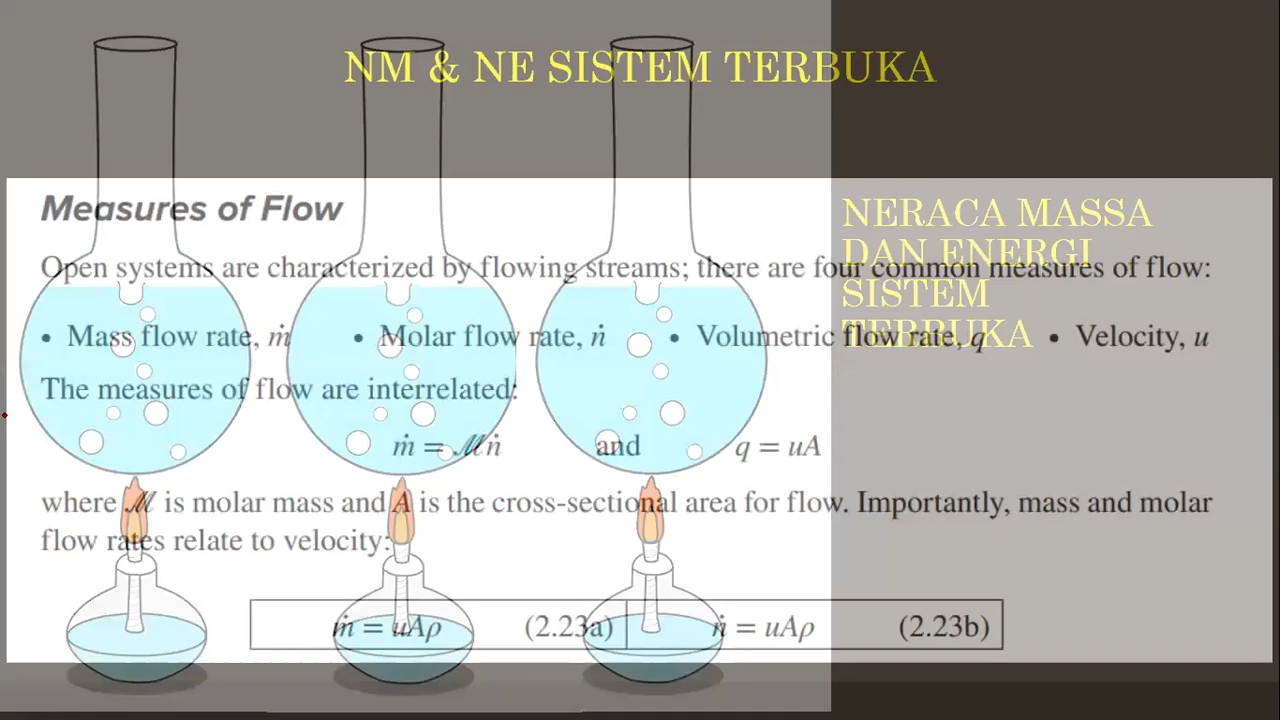 NM & NE SISTEM TERBUKA
Measures of Flow
NERACA MASSA
DAN ENERGI
SISTEM
TERBUKA
Open systems are characterized by flowing streams; there are four common measures of flow:
• Mass flow rate, ṁ • Molar flow rate, ṅ • Volumetric flow rate, q • Velocity, u
The measures of flow are interrelated:
ṁ = ℳṅ and q = uA
where ℳ is molar mass and A is the cross-sectional area for flow. Importantly, mass and molar
flow rates relate to velocity:
ṁ = uAρ (2.23a) ṅ = uAρ (2.23b)